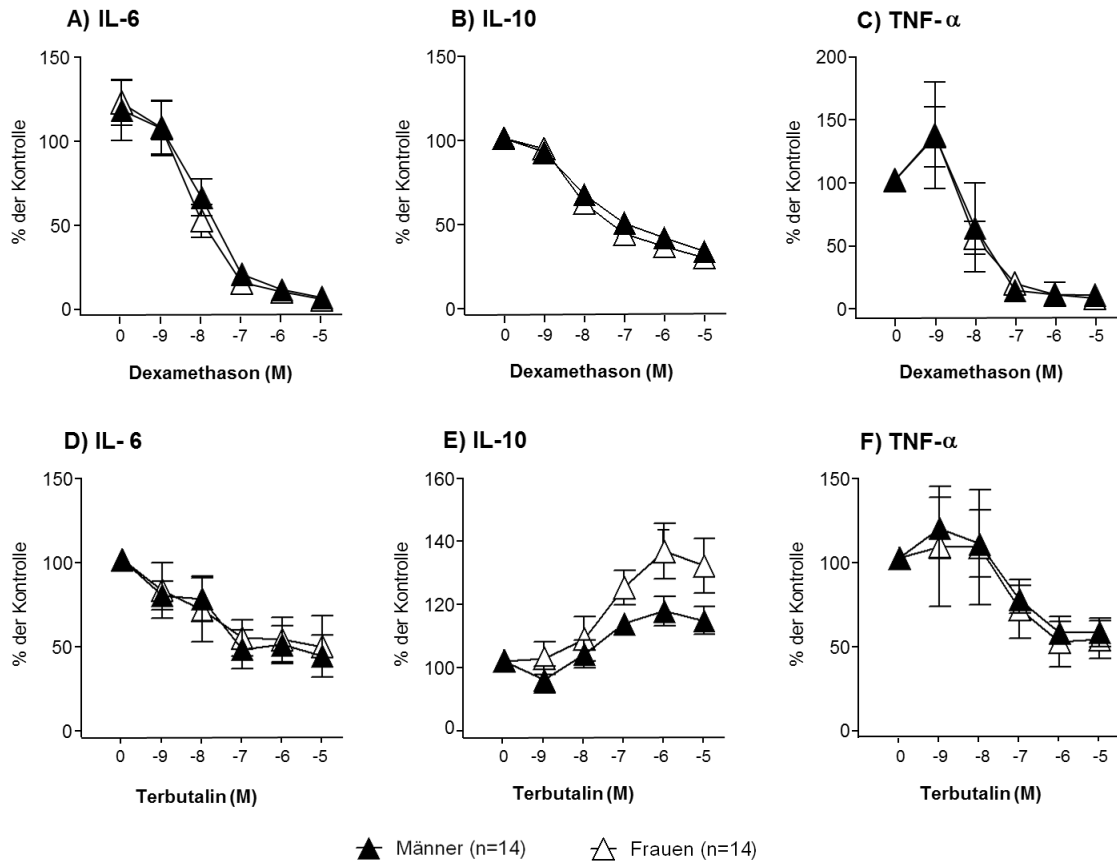 A) IL-6
B) IL-10
C) TNF-α
% der Kontrolle
150
100
50
0
0 -9 -8 -7 -6 -5
Dexamethason (M)
% der Kontrolle
150
100
50
0
0 -9 -8 -7 -6 -5
Dexamethason (M)
% der Kontrolle
200
150
100
50
0
0 -9 -8 -7 -6 -5
Dexamethason (M)
D) IL- 6
E) IL-10
F) TNF-α
% der Kontrolle
150
100
50
0
0 -9 -8 -7 -6 -5
Terbutalin (M)
% der Kontrolle
160
140
120
100
0
0 -9 -8 -7 -6 -5
Terbutalin (M)
% der Kontrolle
150
100
50
0
0 -9 -8 -7 -6 -5
Terbutalin (M)
Männer (n=14) Frauen (n=14)